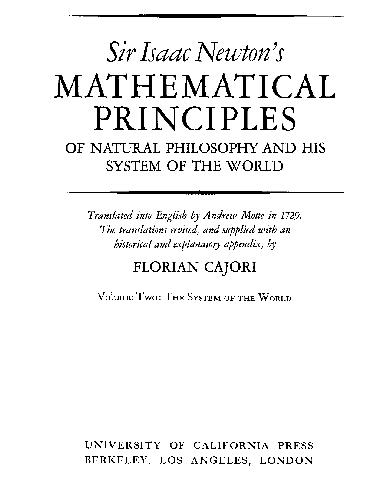 Sir Isaac Newton's
MATHEMATICAL
PRINCIPLES
OF NATURAL PHILOSOPHY AND HIS
SYSTEM OF THE WORLD
Translated into English by Andrew Motte in 1729.
The translations revised, and supplied with an
historical and explanatory appendix, by
FLORIAN CAJORI
Volume Two: The System of the World
UNIVERSITY OF CALIFORNIA PRESS
BERKELEY, LOS ANGELES, LONDON